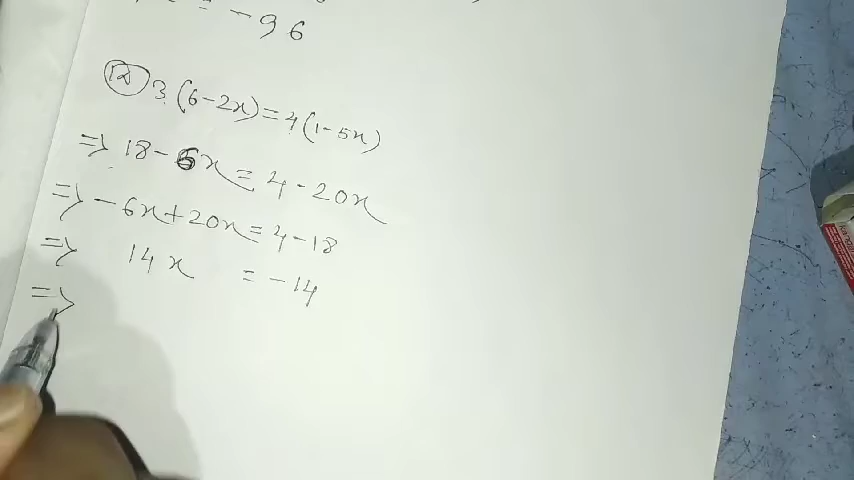 - 96
12 3(6-2x)=4(1-5x)
=> 18-6x=4-20x
=> -6x+20x=4-18
=> 14x = -14
=>